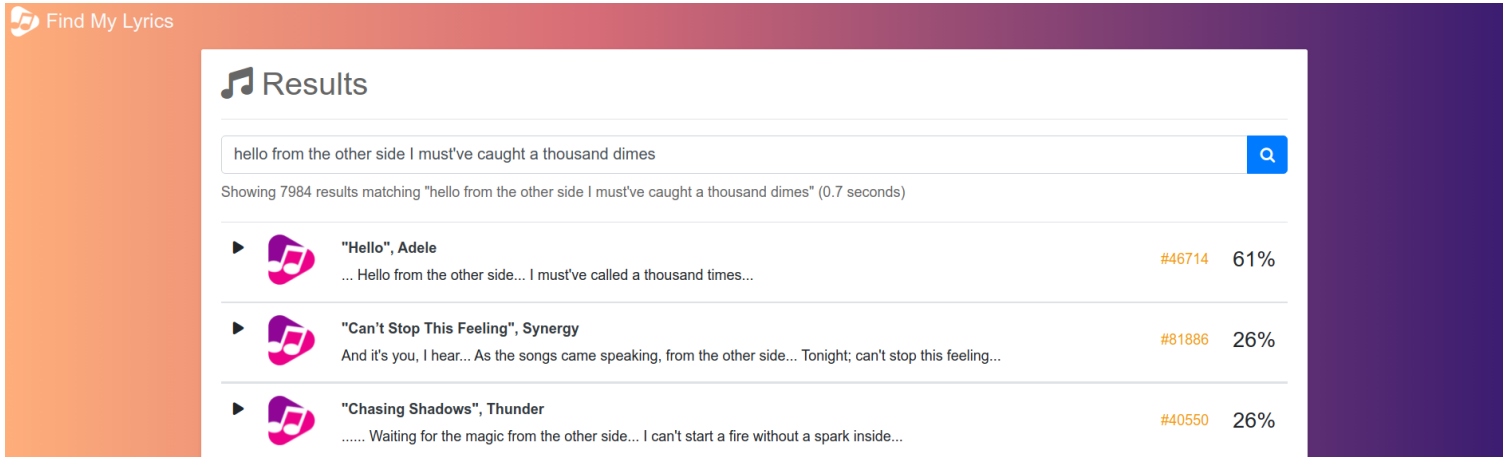 Find My Lyrics
Results
hello from the other side I must've caught a thousand dimes
Showing 7984 results matching "hello from the other side I must've caught a thousand dimes" (0.7 seconds)
"Hello", Adele
... Hello from the other side... I must've called a thousand times...
#46714 61%
"Can’t Stop This Feeling", Synergy
And it's you, I hear... As the songs came speaking, from the other side... Tonight; can't stop this feeling...
#81886 26%
"Chasing Shadows", Thunder
...... Waiting for the magic from the other side... I can't start a fire without a spark inside...
#40550 26%